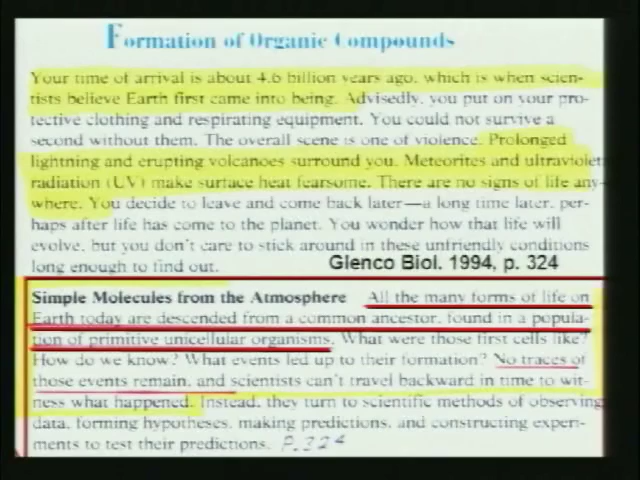 Formation of Organic Compounds
Your time of arrival is about 4.6 billion years ago, which is when scien-
tists believe Earth first came into being. Advisedly, you put on your pro-
tective clothing and respirating equipment. You could not survive a
second without them. The overall scene is one of violence. Prolonged
lightning and erupting volcanoes surround you. Meteorites and ultraviolet
radiation (UV) make surface heat fearsome. There are no signs of life any-
where. You decide to leave and come back later—a long time later, per-
haps after life has come to the planet. You wonder how that life will
evolve, but you don't care to stick around in these unfriendly conditions
long enough to find out.
Glenco Biol. 1994, p. 324
Simple Molecules from the Atmosphere All the many forms of life on
Earth today are descended from a common ancestor, found in a popula-
tion of primitive unicellular organisms. What were those first cells like?
How do we know? What events led up to their formation? No traces of
those events remain, and scientists can't travel backward in time to wit-
ness what happened. Instead, they turn to scientific methods of observing
data, forming hypotheses, making predictions, and constructing experi-
ments to test their predictions. P.324